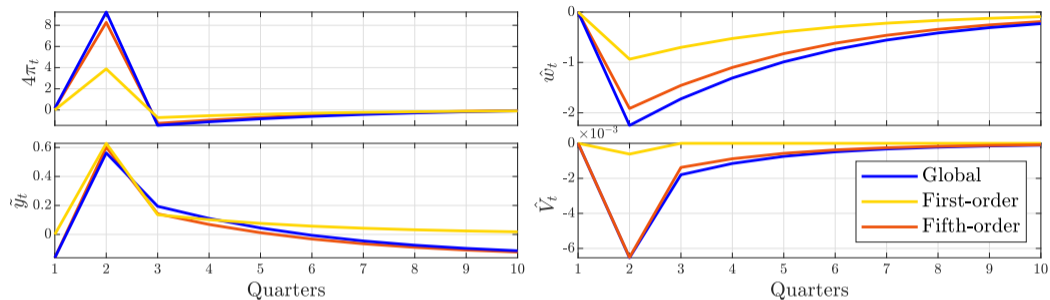 8
6
4
2
0
4π_t
0
-1
-2
ŵ_t
0.6
0.4
0.2
0
ỹ_t
1 2 3 4 5 6 7 8 9 10
Quarters
×10⁻³
0
-2
-4
-6
V̂_t
Global
First-order
Fifth-order
1 2 3 4 5 6 7 8 9 10
Quarters